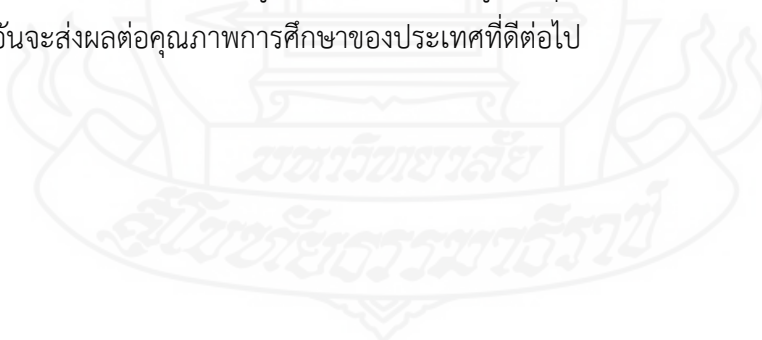 อันจะส่งผลต่อคุณภาพการศึกษาของประเทศที่ดีต่อไป
มหาวิทยาลัย
สุโขทัยธรรมาธิราช